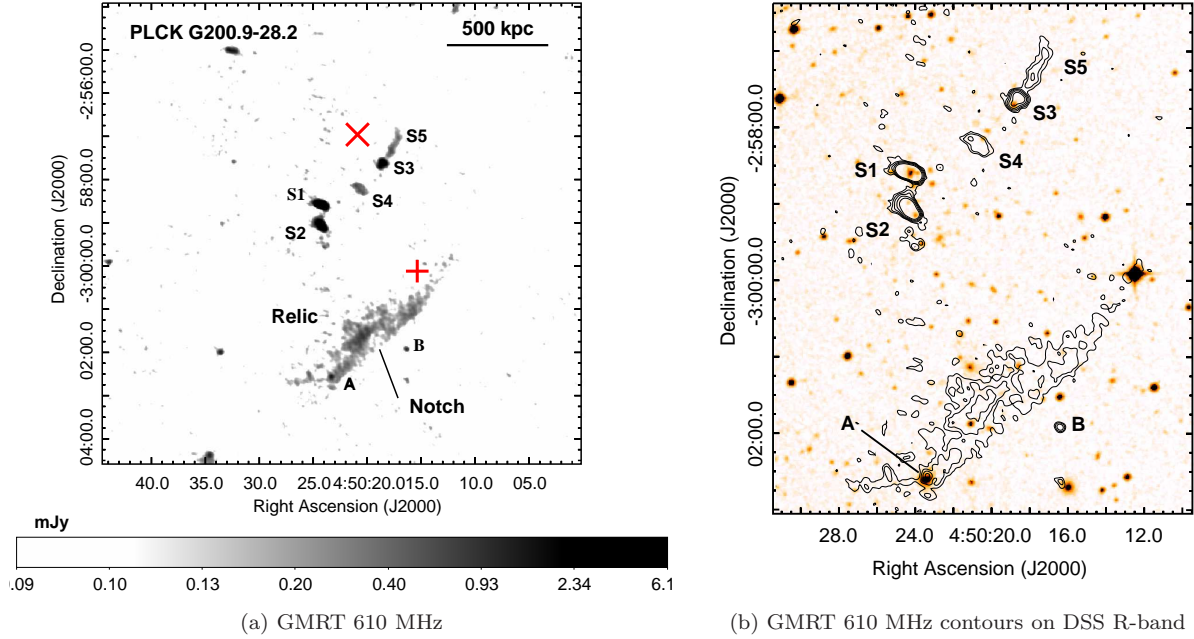 PLCK G200.9-28.2
500 kpc
S5
S3
S4
S1
S2
Relic
B
A
Notch
-2:56:00.0
58:00.0
-3:00:00.0
02:00.0
04:00.0
Declination (J2000)
40.0 35.0 25.0 4:50:20.0 15.0 10.0 05.0
Right Ascension (J2000)
mJy
.09 0.10 0.13 0.20 0.40 0.93 2.34 6.1
(a) GMRT 610 MHz
S5
S3
S4
S1
S2
A
B
-2:58:00.0
-3:00:00.0
02:00.0
Declination (J2000)
28.0 24.0 4:50:20.0 16.0 12.0
Right Ascension (J2000)
(b) GMRT 610 MHz contours on DSS R-band